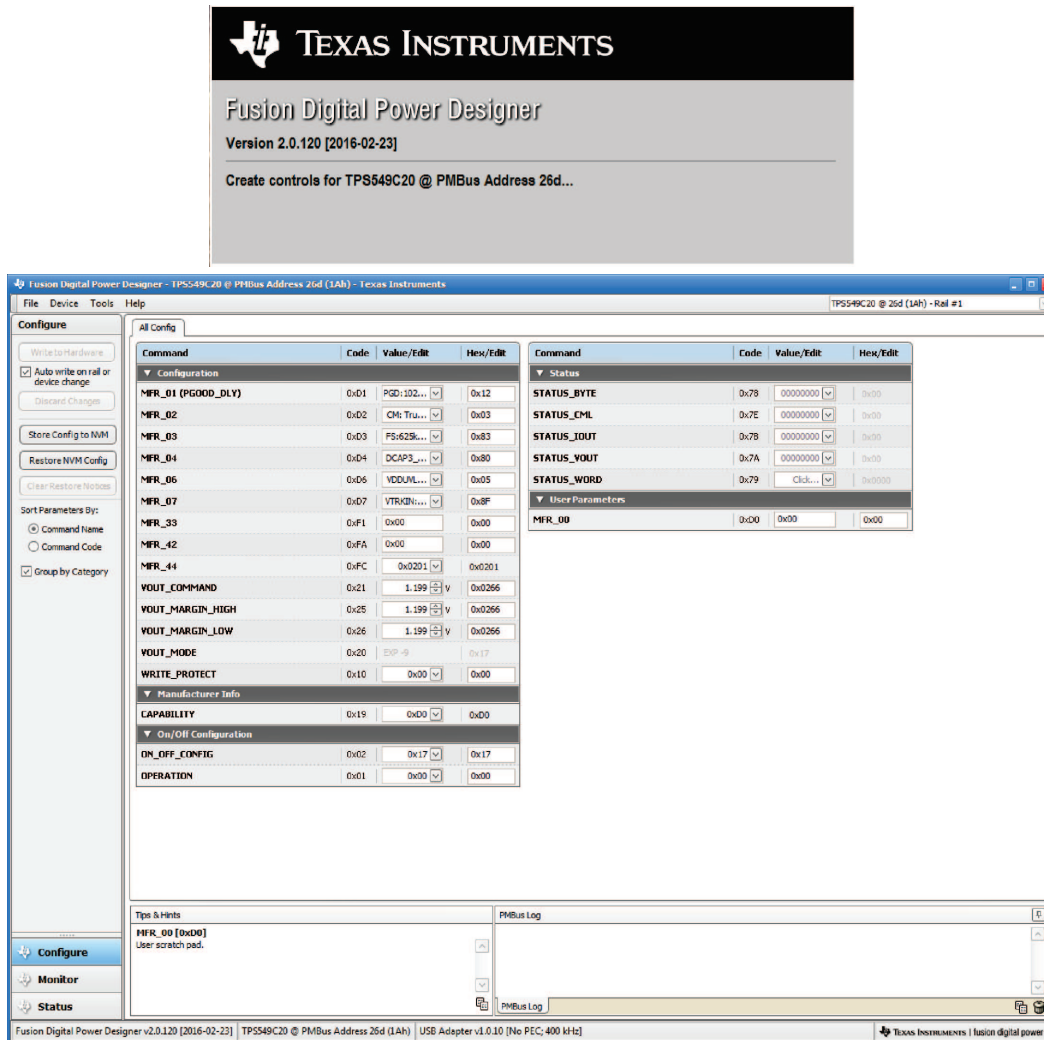 TEXAS INSTRUMENTS
Fusion Digital Power Designer
Version 2.0.120 [2016-02-23]
Create controls for TPS549C20 @ PMBus Address 26d...
Fusion Digital Power Designer - TPS549C20 @ PMBus Address 26d (1Ah) - Texas Instruments
File Device Tools Help
TPS549C20 @ 26d (1Ah) - Rail #1
Configure
Write to Hardware
Auto write on rail or
device change
Discard Changes
Store Config to NVM
Restore NVM Config
Clear Restore Notices
Sort Parameters By:
Command Name
Command Code
Group by Category
All Config
Command Code Value/Edit Hex/Edit
Configuration
MFR_01 (PGOOD_DLY) 0xD1 PGD:102... 0x12
MFR_02 0xD2 CM: Tru... 0x03
MFR_03 0xD3 FS:625k... 0x83
MFR_04 0xD4 DCAP3_... 0x80
MFR_06 0xD6 VDDUVL... 0x05
MFR_07 0xD7 VTRKIN:... 0x8F
MFR_33 0xF1 0x00 0x00
MFR_42 0xFA 0x00 0x00
MFR_44 0xFC 0x0201 0x0201
VOUT_COMMAND 0x21 1.199 V 0x0266
VOUT_MARGIN_HIGH 0x25 1.199 V 0x0266
VOUT_MARGIN_LOW 0x26 1.199 V 0x0266
VOUT_MODE 0x20 EXP -9 0x17
WRITE_PROTECT 0x10 0x00 0x00
Manufacturer Info
CAPABILITY 0x19 0xD0 0xD0
On/Off Configuration
ON_OFF_CONFIG 0x02 0x17 0x17
OPERATION 0x01 0x00 0x00
Command Code Value/Edit Hex/Edit
Status
STATUS_BYTE 0x78 00000000 0x00
STATUS_CML 0x7E 00000000 0x00
STATUS_IOUT 0x7B 00000000 0x00
STATUS_VOUT 0x7A 00000000 0x00
STATUS_WORD 0x79 Click... 0x0000
User Parameters
MFR_00 0xD0 0x00 0x00
Tips & Hints
MFR_00 [0xD0]
User scratch pad.
PMBus Log
PMBus Log
Configure
Monitor
Status
Fusion Digital Power Designer v2.0.120 [2016-02-23] TPS549C20 @ PMBus Address 26d (1Ah) USB Adapter v1.0.10 [No PEC; 400 kHz] TEXAS INSTRUMENTS | fusion digital power